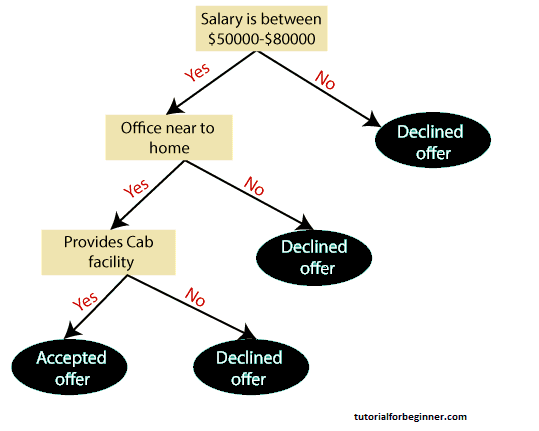 Salary is between
$50000-$80000
Yes
No
Declined
offer
Office near to
home
Yes
No
Declined
offer
Provides Cab
facility
Yes
No
Accepted
offer
Declined
offer
tutorialforbeginner.com